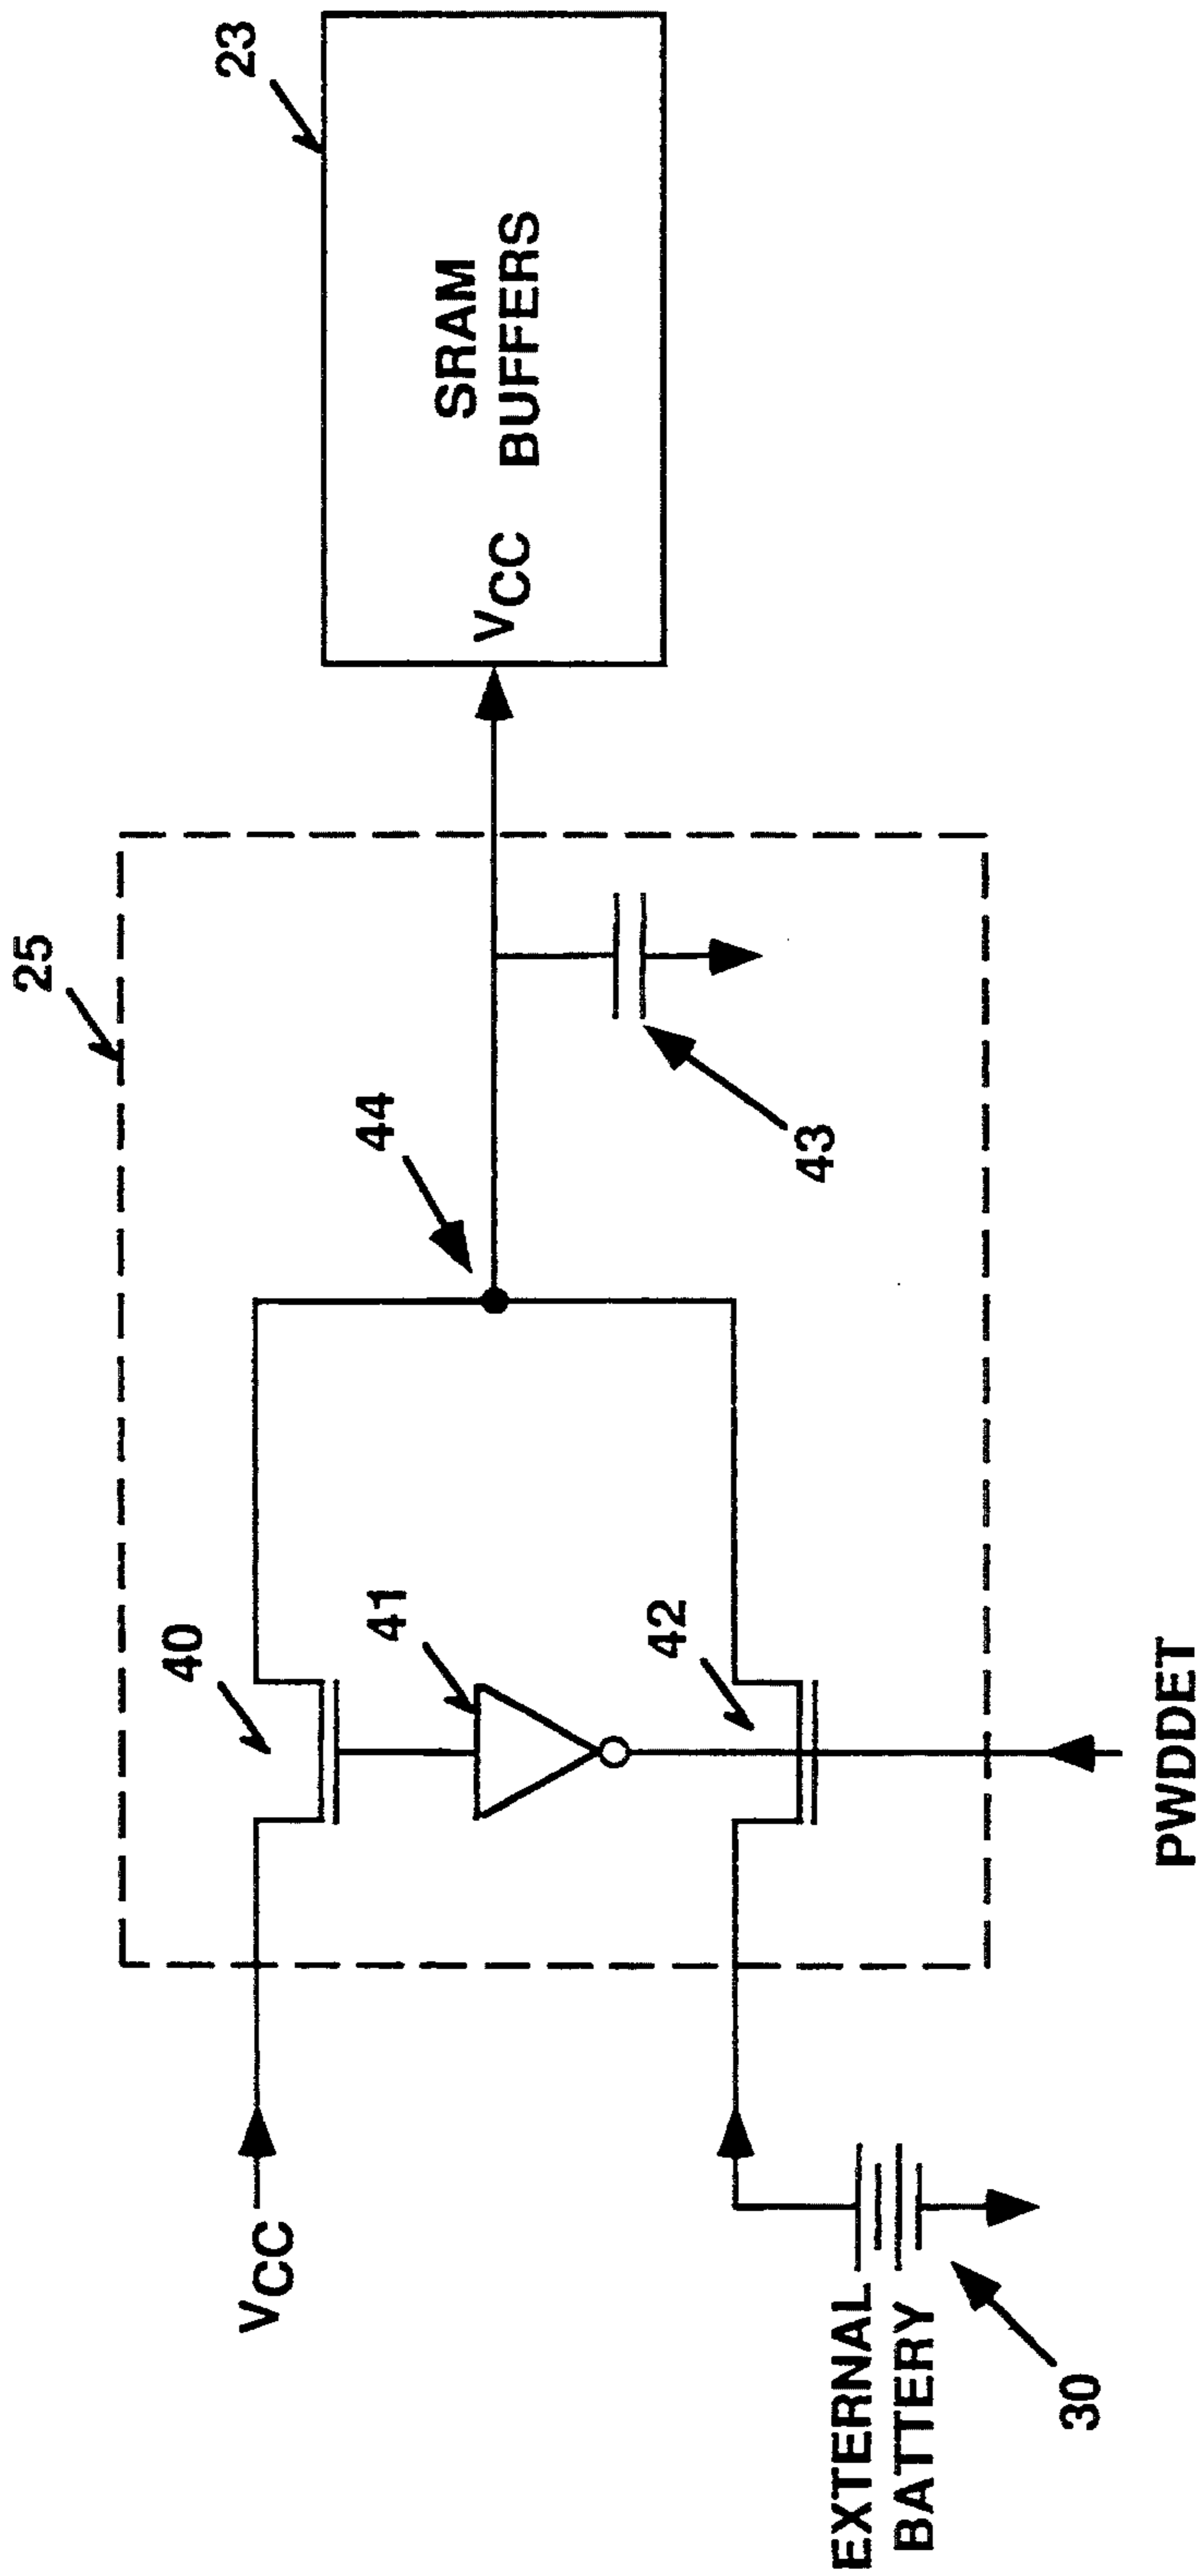 25
23
VCC
40
44
41
SRAM
BUFFERS
VCC
42
43
EXTERNAL
BATTERY
30
PWDDET